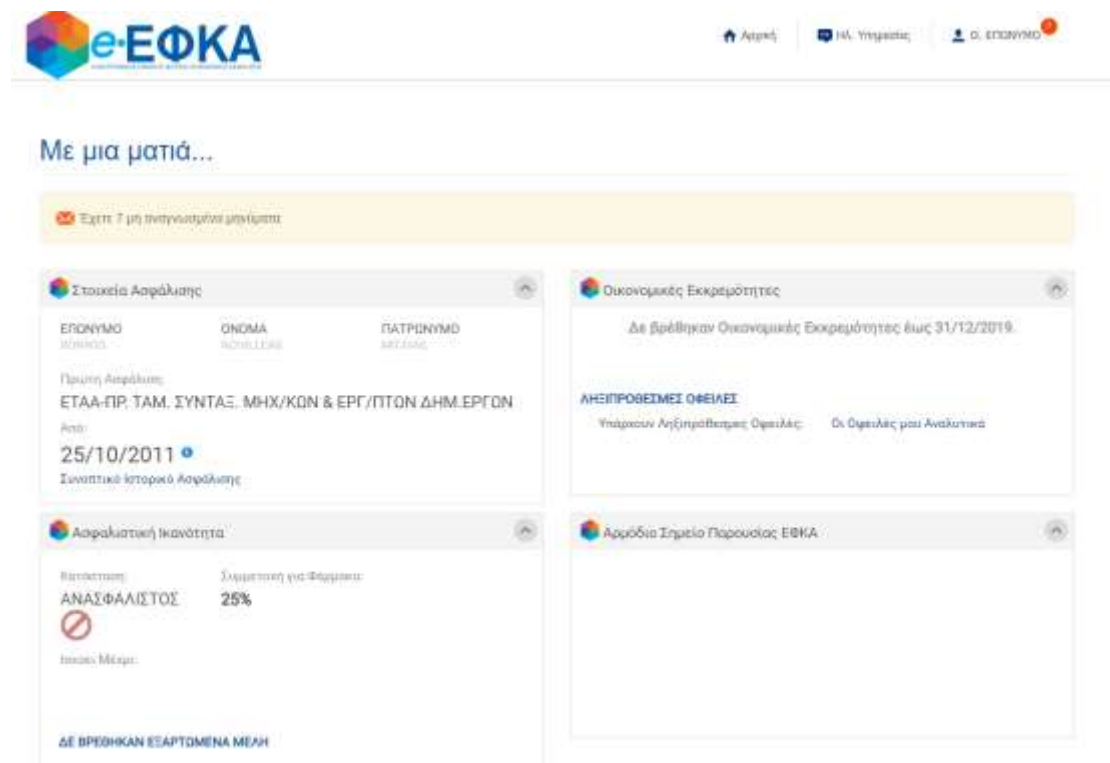 e-ΕΦΚΑ
Αρχική
Ηλ. Υπηρεσίες
Ο. ΕΠΩΝΥΜΟ
Με μια ματιά...
Έχετε 7 μη αναγνωσμένα μηνύματα
Στοιχεία Ασφάλισης
ΕΠΩΝΥΜΟ ΟΝΟΜΑ ΠΑΤΡΩΝΥΜΟ
Πρώτη Ασφάλιση:
ΕΤΑΑ-ΠΡ. ΤΑΜ. ΣΥΝΤΑΞ. ΜΗΧ/ΚΩΝ & ΕΡΓ/ΠΤΩΝ ΔΗΜ.ΕΡΓΩΝ
Από:
25/10/2011
Συνοπτικό Ιστορικό Ασφάλισης
Οικονομικές Εκκρεμότητες
Δε βρέθηκαν Οικονομικές Εκκρεμότητες έως 31/12/2019.
ΛΗΞΙΠΡΟΘΕΣΜΕΣ ΟΦΕΙΛΕΣ
Υπάρχουν Ληξιπρόθεσμες Οφειλές: Οι Οφειλές μου Αναλυτικά
Ασφαλιστική Ικανότητα
Κατάσταση: Συμμετοχή για Φάρμακα:
ΑΝΑΣΦΑΛΙΣΤΟΣ 25%
Ισχύει Μέχρι:
ΔΕ ΒΡΕΘΗΚΑΝ ΕΞΑΡΤΩΜΕΝΑ ΜΕΛΗ
Αρμόδιο Σημείο Παρουσίας ΕΦΚΑ